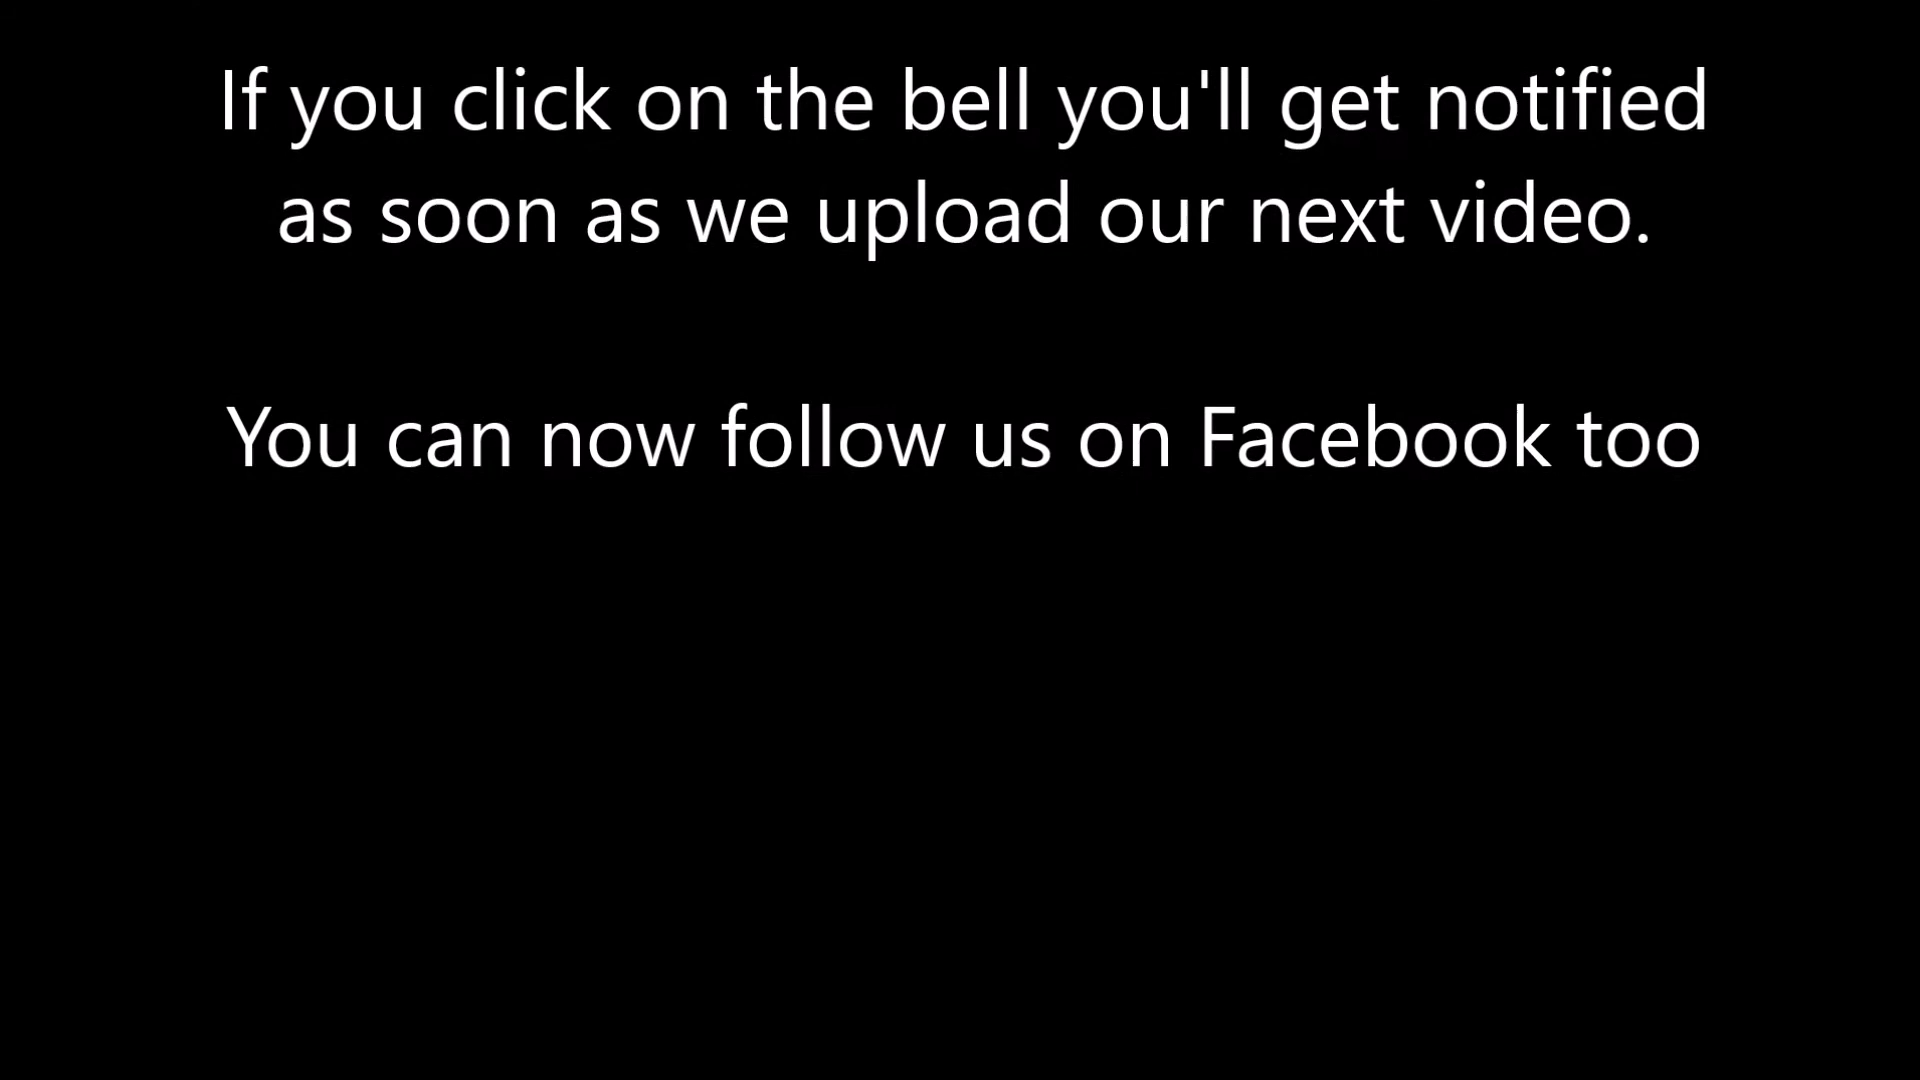 If you click on the bell you'll get notified
as soon as we upload our next video.
You can now follow us on Facebook too